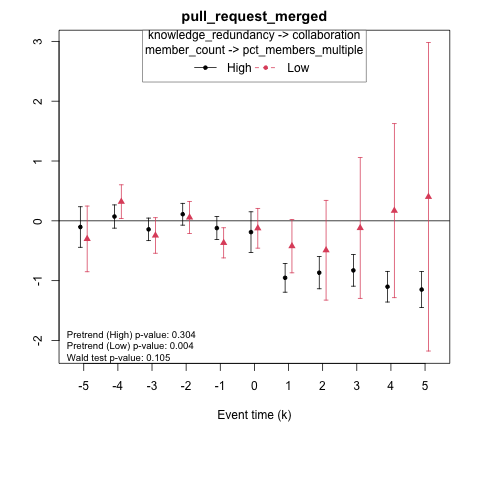 pull_request_merged
knowledge_redundancy -> collaboration
member_count -> pct_members_multiple
High Low
3
2
1
0
-1
-2
Pretrend (High) p-value: 0.304
Pretrend (Low) p-value: 0.004
Wald test p-value: 0.105
-5 -4 -3 -2 -1 0 1 2 3 4 5
Event time (k)